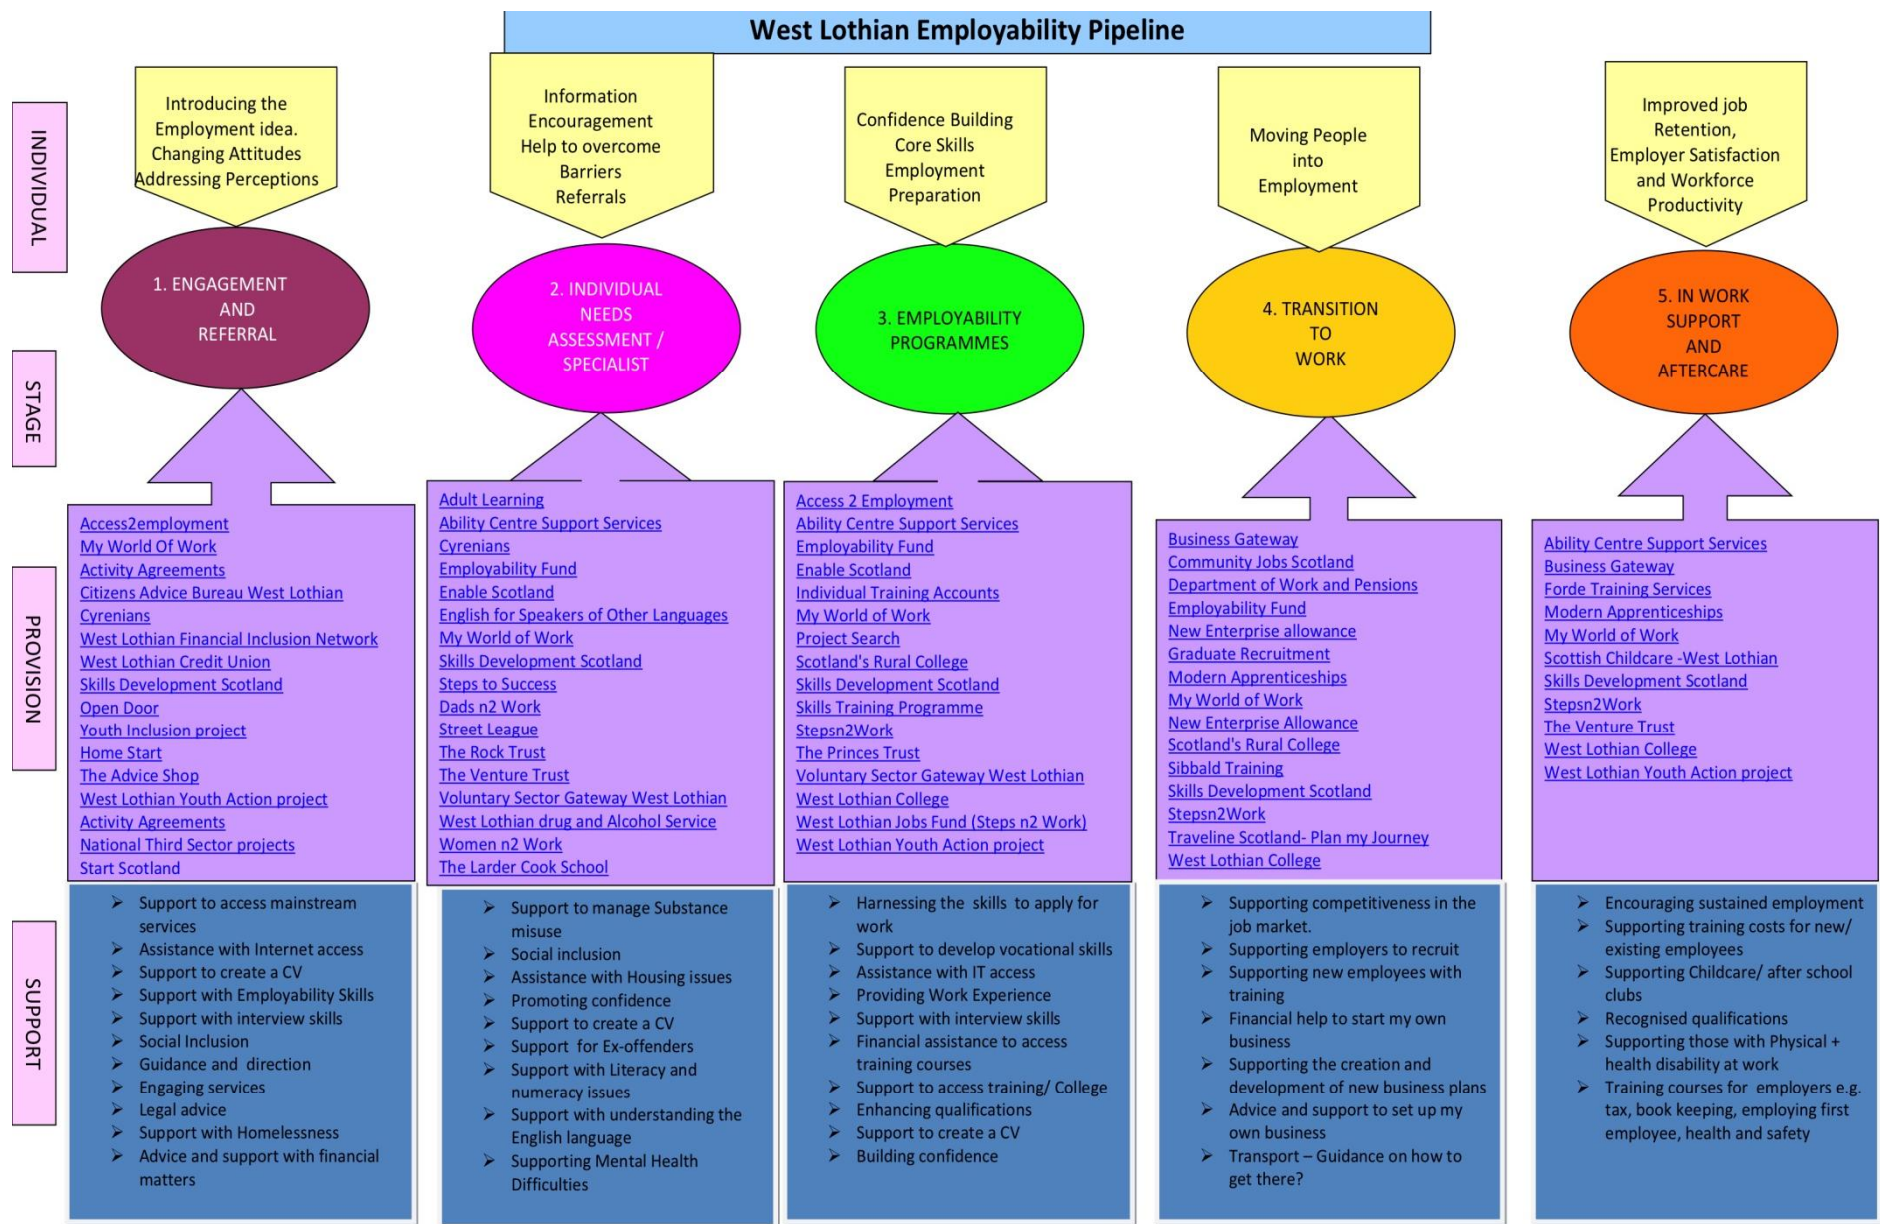 West Lothian Employability Pipeline
INDIVIDUAL
Introducing the
Employment idea.
Changing Attitudes
Addressing Perceptions
Information
Encouragement
Help to overcome
Barriers
Referrals
Confidence Building
Core Skills
Employment
Preparation
Moving People
into
Employment
Improved job
Retention,
Employer Satisfaction
and Workforce
Productivity
STAGE
1. ENGAGEMENT
AND
REFERRAL
2. INDIVIDUAL
NEEDS
ASSESSMENT /
SPECIALIST
3. EMPLOYABILITY
PROGRAMMES
4. TRANSITION
TO
WORK
5. IN WORK
SUPPORT
AND
AFTERCARE
PROVISION
Access2employment
My World Of Work
Activity Agreements
Citizens Advice Bureau West Lothian
Cyrenians
West Lothian Financial Inclusion Network
West Lothian Credit Union
Skills Development Scotland
Open Door
Youth Inclusion project
Home Start
The Advice Shop
West Lothian Youth Action project
Activity Agreements
National Third Sector projects
Start Scotland
Adult Learning
Ability Centre Support Services
Cyrenians
Employability Fund
Enable Scotland
English for Speakers of Other Languages
My World of Work
Skills Development Scotland
Steps to Success
Dads n2 Work
Street League
The Rock Trust
The Venture Trust
Voluntary Sector Gateway West Lothian
West Lothian drug and Alcohol Service
Women n2 Work
The Larder Cook School
Access 2 Employment
Ability Centre Support Services
Employability Fund
Enable Scotland
Individual Training Accounts
My World of Work
Project Search
Scotland's Rural College
Skills Development Scotland
Skills Training Programme
Stepsn2Work
The Princes Trust
Voluntary Sector Gateway West Lothian
West Lothian College
West Lothian Jobs Fund (Steps n2 Work)
West Lothian Youth Action project
Business Gateway
Community Jobs Scotland
Department of Work and Pensions
Employability Fund
New Enterprise allowance
Graduate Recruitment
Modern Apprenticeships
My World of Work
New Enterprise Allowance
Scotland's Rural College
Sibbald Training
Skills Development Scotland
Stepsn2Work
Traveline Scotland- Plan my Journey
West Lothian College
Ability Centre Support Services
Business Gateway
Forde Training Services
Modern Apprenticeships
My World of Work
Scottish Childcare -West Lothian
Skills Development Scotland
Stepsn2Work
The Venture Trust
West Lothian College
West Lothian Youth Action project
SUPPORT
➢ Support to access mainstream
services
➢ Assistance with Internet access
➢ Support to create a CV
➢ Support with Employability Skills
➢ Support with interview skills
➢ Social Inclusion
➢ Guidance and direction
➢ Engaging services
➢ Legal advice
➢ Support with Homelessness
➢ Advice and support with financial
matters
➢ Support to manage Substance
misuse
➢ Social inclusion
➢ Assistance with Housing issues
➢ Promoting confidence
➢ Support to create a CV
➢ Support for Ex-offenders
➢ Support with Literacy and
numeracy issues
➢ Support with understanding the
English language
➢ Supporting Mental Health
Difficulties
➢ Harnessing the skills to apply for
work
➢ Support to develop vocational skills
➢ Assistance with IT access
➢ Providing Work Experience
➢ Support with interview skills
➢ Financial assistance to access
training courses
➢ Support to access training/ College
➢ Enhancing qualifications
➢ Support to create a CV
➢ Building confidence
➢ Supporting competitiveness in the
job market.
➢ Supporting employers to recruit
➢ Supporting new employees with
training
➢ Financial help to start my own
business
➢ Supporting the creation and
development of new business plans
➢ Advice and support to set up my
own business
➢ Transport – Guidance on how to
get there?
➢ Encouraging sustained employment
➢ Supporting training costs for new/
existing employees
➢ Supporting Childcare/ after school
clubs
➢ Recognised qualifications
➢ Supporting those with Physical +
health disability at work
➢ Training courses for employers e.g.
tax, book keeping, employing first
employee, health and safety